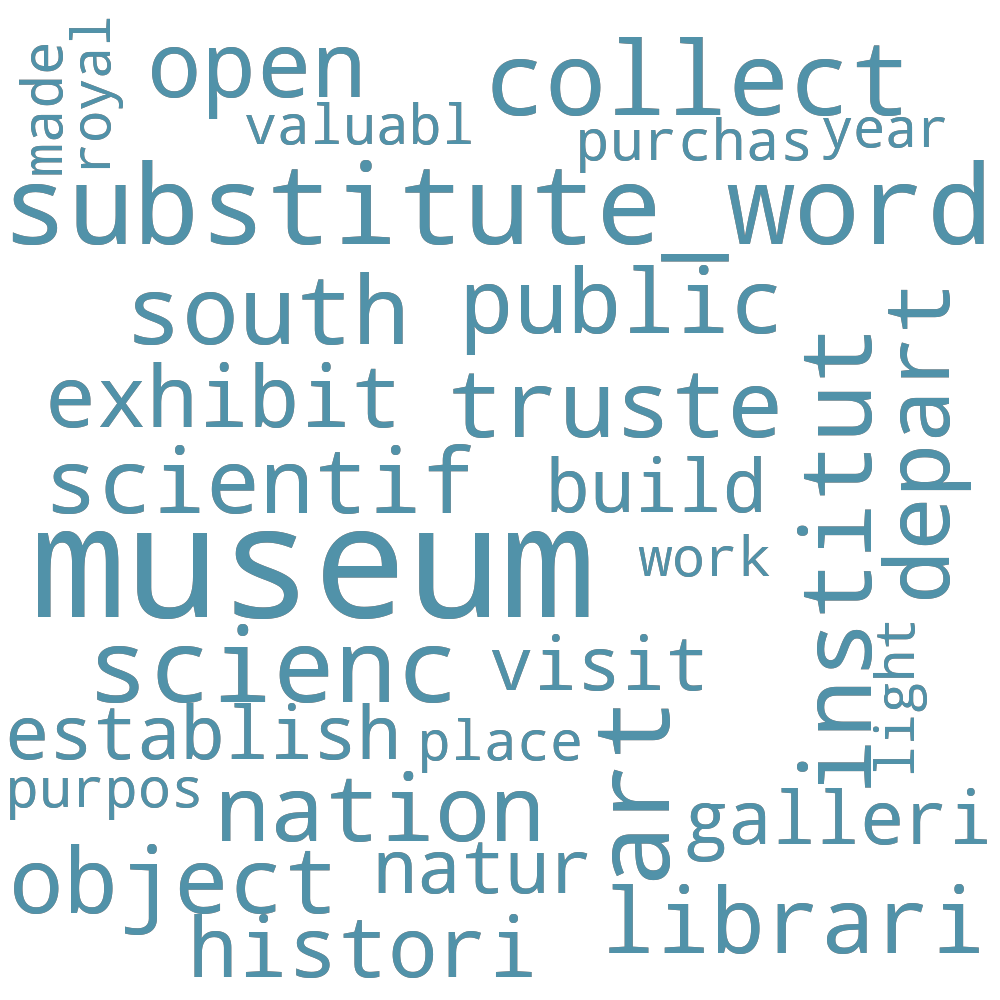 made
royal
open
collect
valuabl
purchas
year
substitute_word
south
public
depart
exhibit
truste
institut
scientif
build
museum
work
scienc
visit
light
establish
place
art
purpos
nation
galleri
object
natur
librari
histori